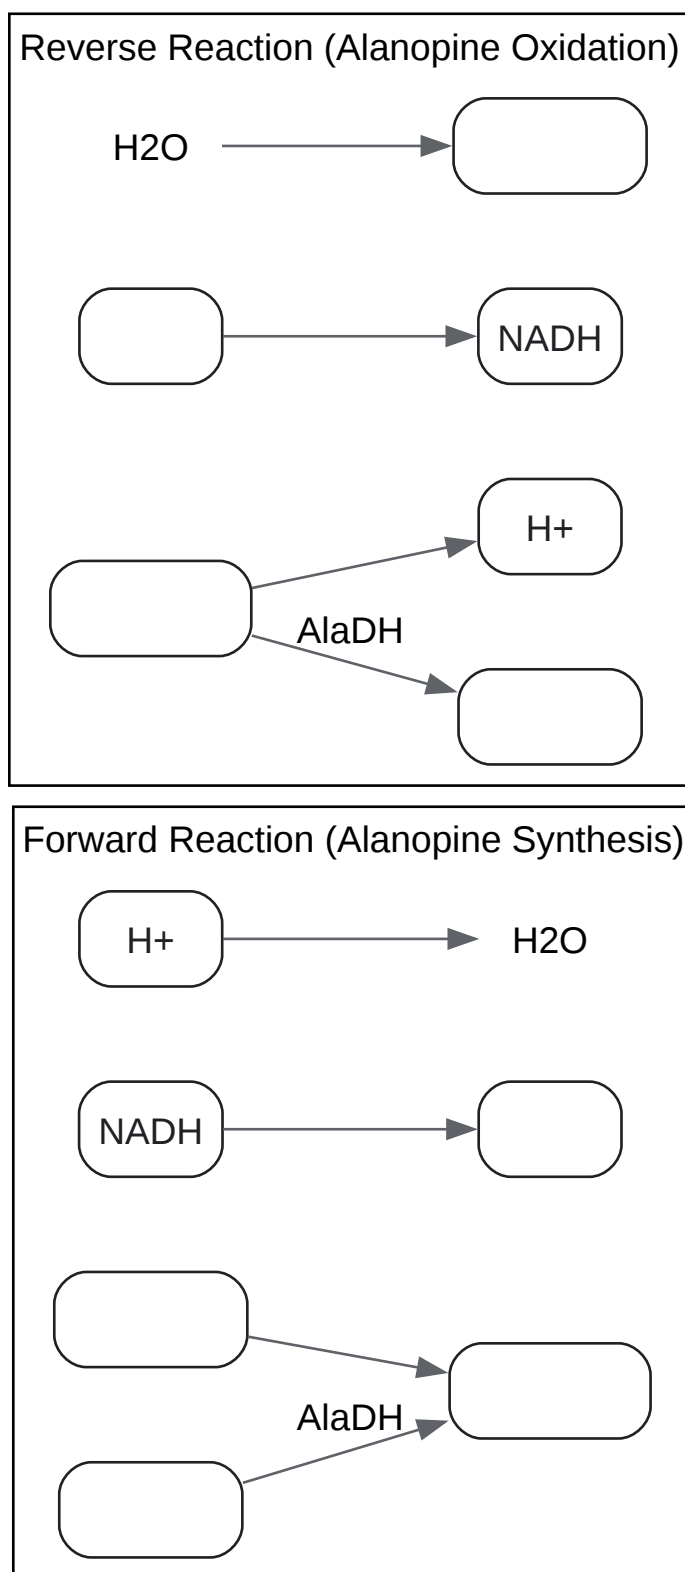 Reverse Reaction (Alanopine Oxidation)
H2O
NADH
H+
AlaDH
Forward Reaction (Alanopine Synthesis)
H+
H2O
NADH
AlaDH